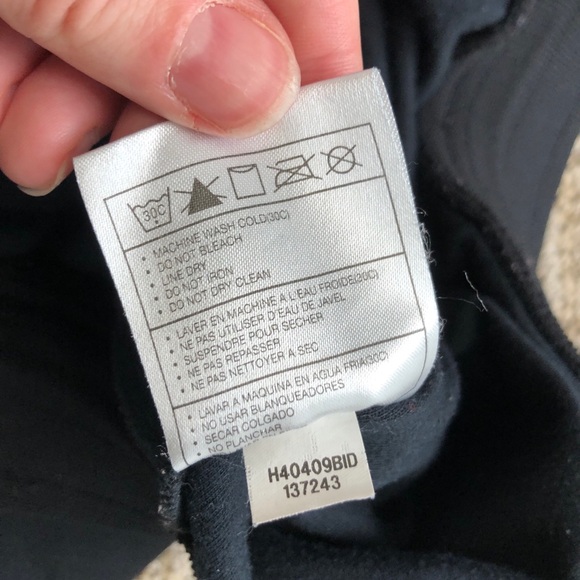 30C
• MACHINE WASH COLD(30C)
• DO NOT BLEACH
• LINE DRY
• DO NOT IRON
• DO NOT DRY CLEAN
• LAVER EN MACHINE A L'EAU FROIDE(30C)
• NE PAS UTILISER D'EAU DE JAVEL
• SUSPENDRE POUR SECHER
• NE PAS REPASSER
• NE PAS NETTOYER A SEC
• LAVAR A MAQUINA EN AGUA FRIA(30C)
• NO USAR BLANQUEADORES
• SECAR COLGADO
• NO PLANCHAR
H40409BID
137243